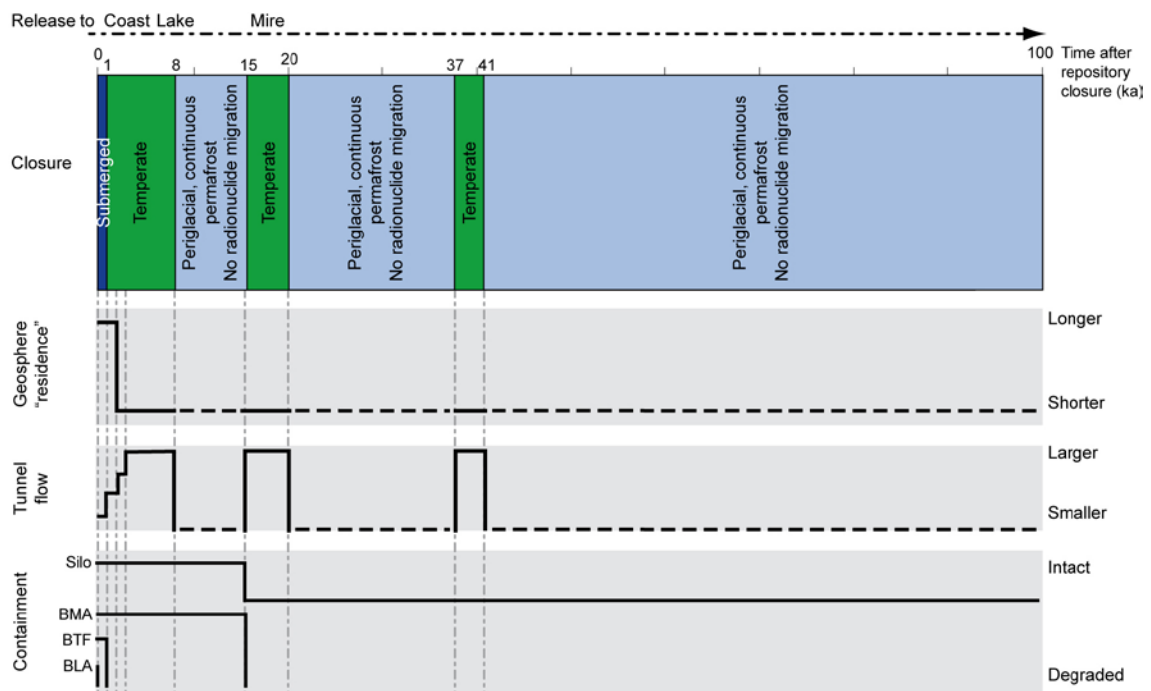 Release to Coast Lake Mire
0 1 8 15 20 37 41 100
Time after
repository
closure (ka)
Closure
Submerged
Temperate
Periglacial, continuous
permafrost
No radionuclide migration
Temperate
Periglacial, continuous
permafrost
No radionuclide migration
Temperate
Periglacial, continuous
permafrost
No radionuclide migration
Geosphere
"residence"
Longer
Shorter
Tunnel
flow
Larger
Smaller
Containment
Silo
BMA
BTF
BLA
Intact
Degraded